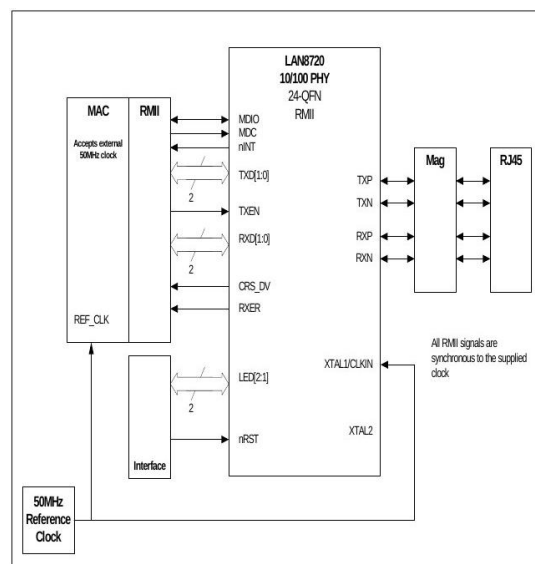 LAN8720
10/100 PHY
24-QFN
RMII
MAC
RMII
Accepts external
50MHz clock
MDIO
MDC
nINT
TXD[1:0]
2
TXEN
RXD[1:0]
2
CRS_DV
RXER
REF_CLK
Mag
RJ45
TXP
TXN
RXP
RXN
All RMII signals are
synchronous to the supplied
clock
XTAL1/CLKIN
LED[2:1]
2
XTAL2
nRST
Interface
50MHz
Reference
Clock